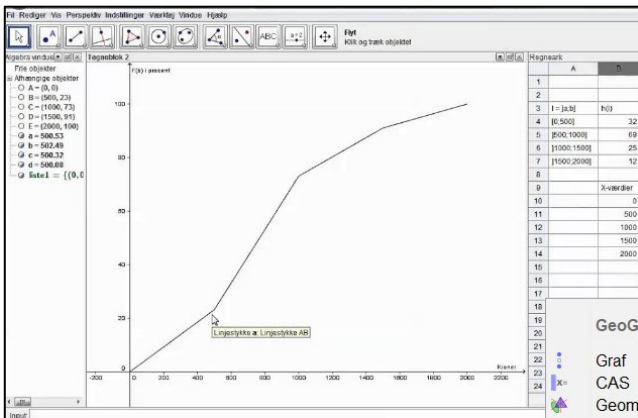 Fil Rediger Vis Perspektiv Indstillinger Værktøj Vindue Hjælp
ABC a=2
Flyt
Klik og træk objektet
Algebra vindue
Tegneblok 2
Regneark
Frie objekter
Afhængige objekter
A = (0, 0)
B = (500, 23)
C = (1000, 73)
D = (1500, 91)
E = (2000, 100)
a = 500.53
b = 502.49
c = 500.32
d = 500.08
liste1 = {(0,0
F(h) i procent
100
80
60
40
20
0
-200 0 200 400 600 800 1000 1200 1400 1600 1800 2000 2200
Kroner
Linjestykke a: Linjestykke AB
A D
1
2
3 I = ]a;b] h(I)
4 [0;500] 32
5 ]500;1000] 69
6 ]1000;1500] 25
7 ]1500;2000] 12
8
9 X-værdier
10 0
11 500
12 1000
13 1500
14 2000
15
16
17
18
19
20
21
22
23
24
GeoG
Graf
X= CAS
Geom
Input: